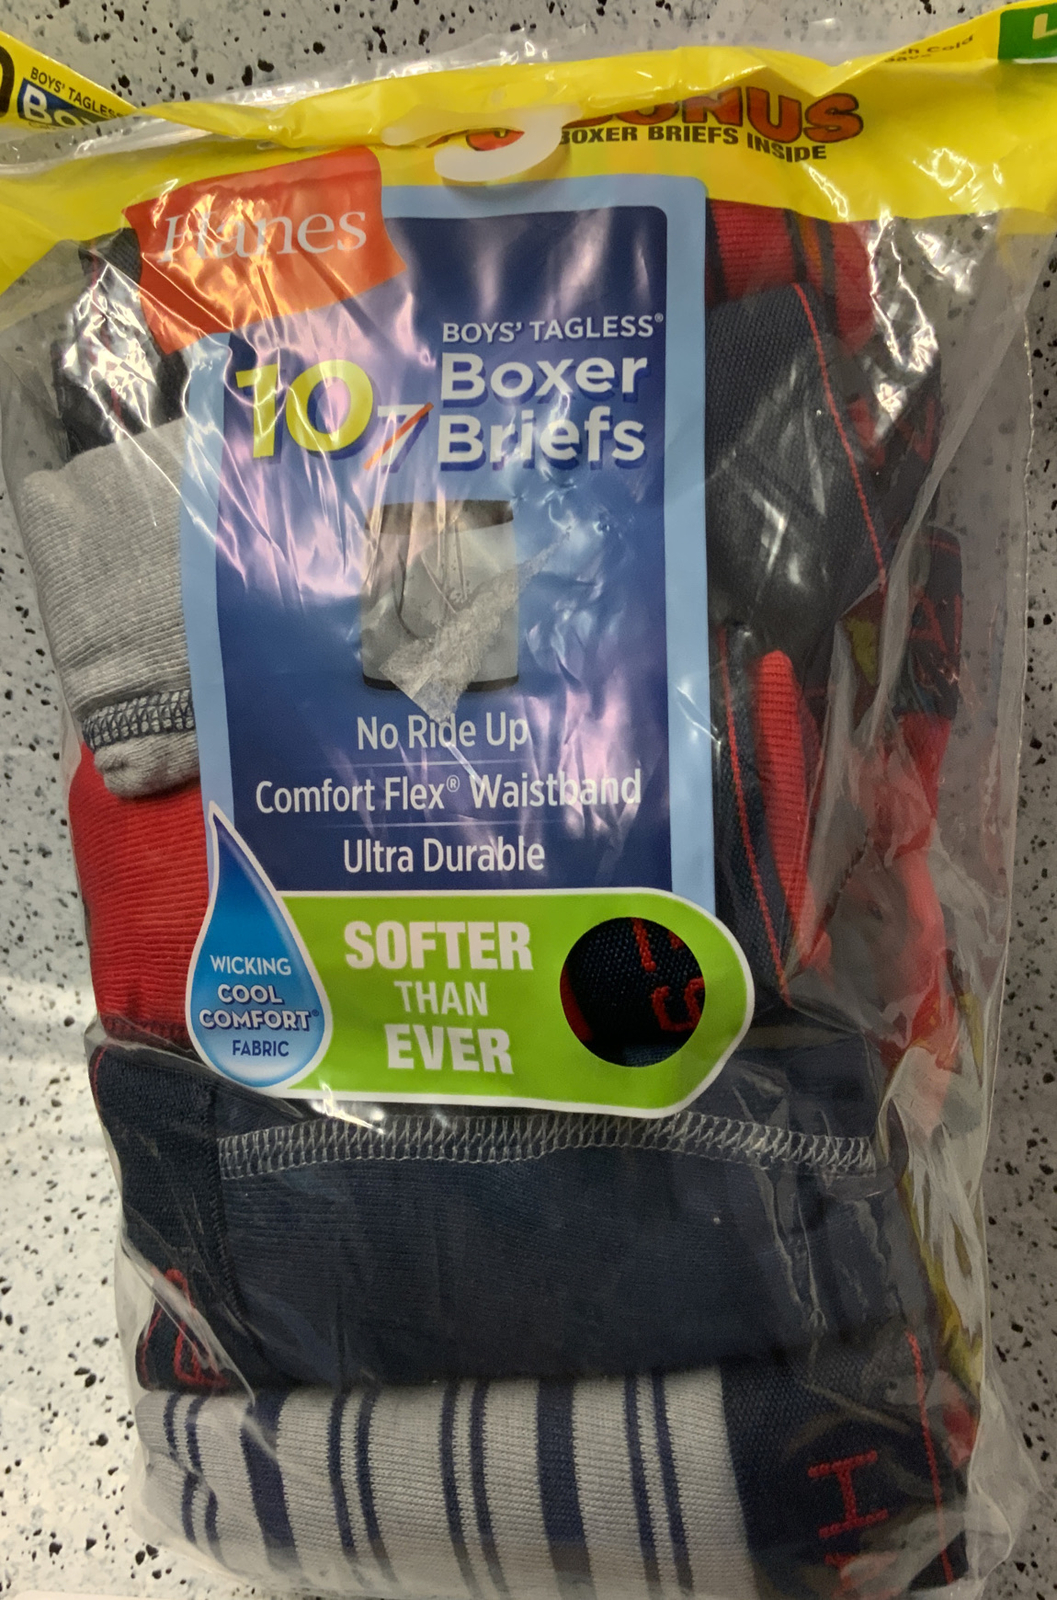 BOYS' TAGLESS
BONUS
BOXER BRIEFS INSIDE
L
Hanes
BOYS' TAGLESS®
10 7 Boxer
Briefs
No Ride Up
Comfort Flex® Waistband
Ultra Durable
WICKING
COOL
COMFORT®
FABRIC
SOFTER
THAN
EVER
H